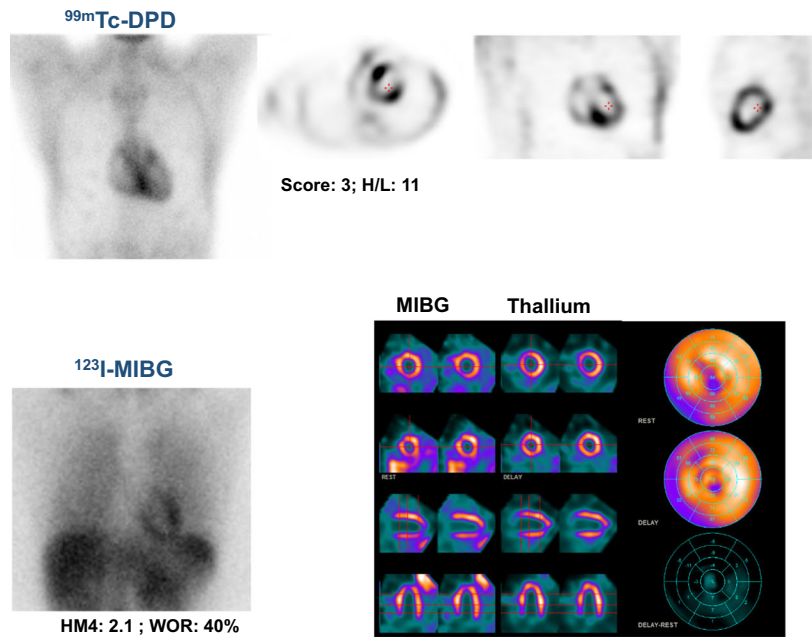 99mTc-DPD
Score: 3; H/L: 11
MIBG Thallium
123I-MIBG
REST
REST DELAY
DELAY
DELAY-REST
HM4: 2.1 ; WOR: 40%